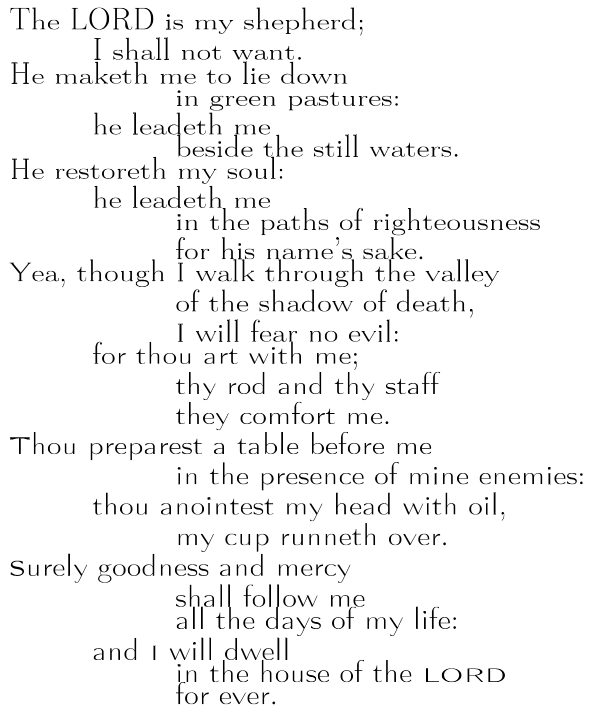 The LORD is my shepherd;
I shall not want.
He maketh me to lie down
in green pastures:
he leadeth me
beside the still waters.
He restoreth my soul:
he leadeth me
in the paths of righteousness
for his name's sake.
Yea, though I walk through the valley
of the shadow of death,
I will fear no evil:
for thou art with me;
thy rod and thy staff
they comfort me.
Thou preparest a table before me
in the presence of mine enemies:
thou anointest my head with oil,
my cup runneth over.
Surely goodness and mercy
shall follow me
all the days of my life:
and I will dwell
in the house of the LORD
for ever.